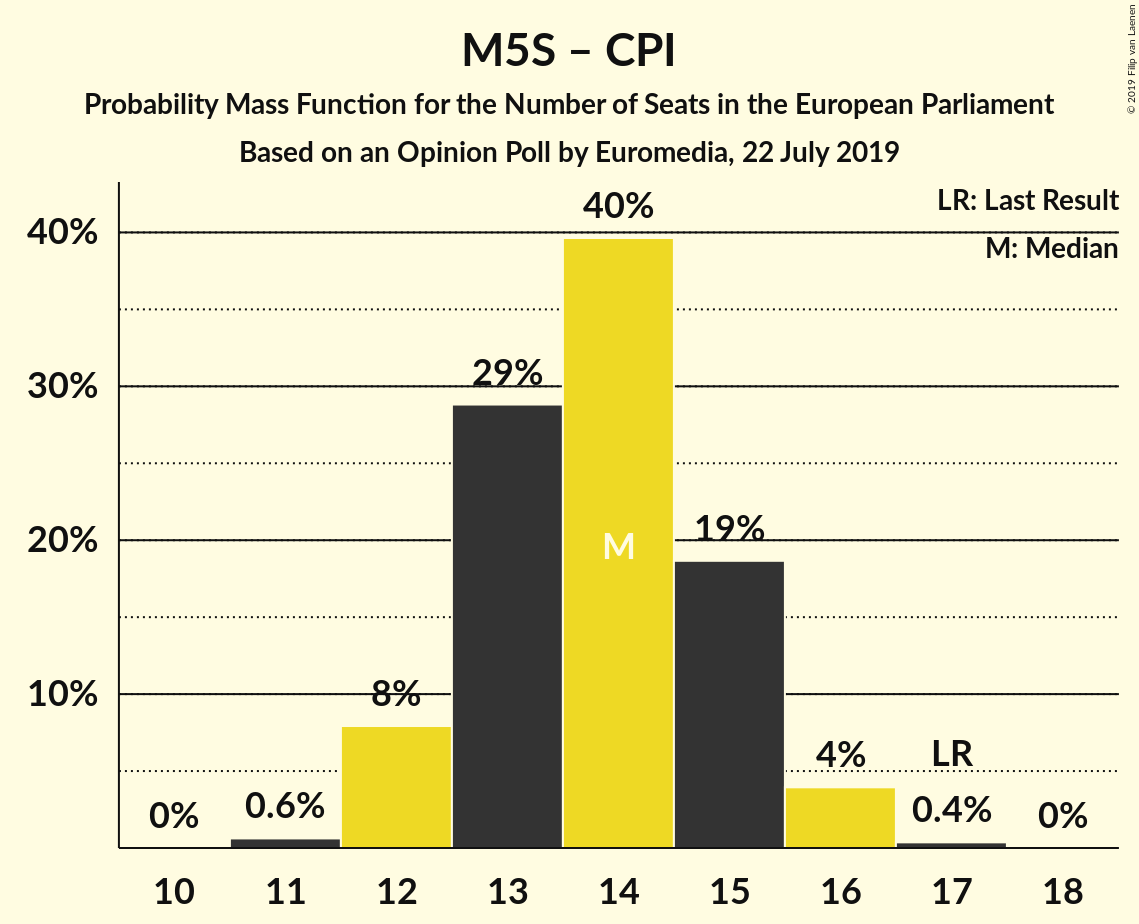 M5S – CPI
Probability Mass Function for the Number of Seats in the European Parliament
Based on an Opinion Poll by Euromedia, 22 July 2019
© 2019 Filip van Laenen
LR: Last Result
M: Median
40%
30%
20%
10%
0%
0.6%
8%
29%
40%
M
19%
4%
LR
0.4%
0%
10 11 12 13 14 15 16 17 18